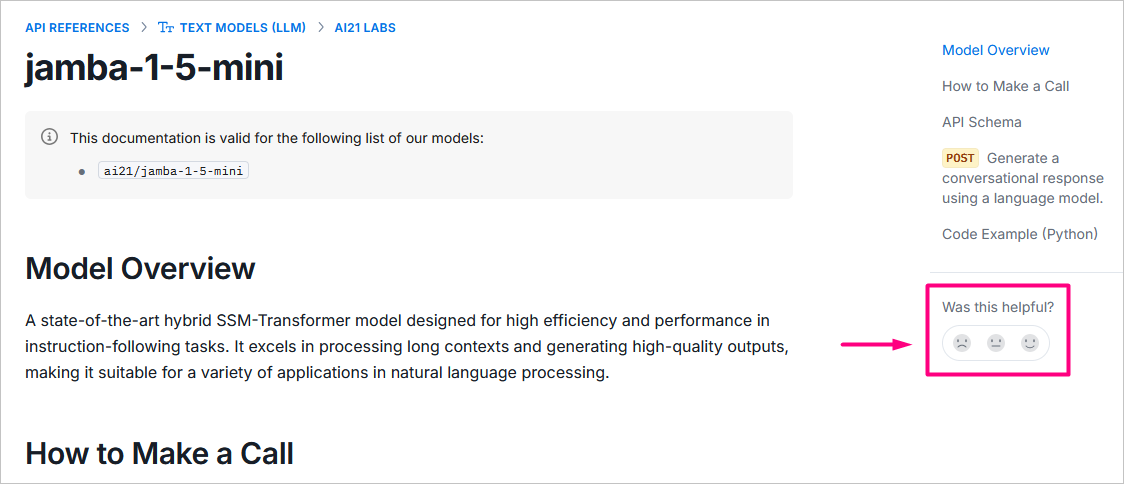 API REFERENCES > TEXT MODELS (LLM) > AI21 LABS
jamba-1-5-mini
This documentation is valid for the following list of our models:
• ai21/jamba-1-5-mini
Model Overview
A state-of-the-art hybrid SSM-Transformer model designed for high efficiency and performance in
instruction-following tasks. It excels in processing long contexts and generating high-quality outputs,
making it suitable for a variety of applications in natural language processing.
How to Make a Call
Model Overview
How to Make a Call
API Schema
POST Generate a
conversational response
using a language model.
Code Example (Python)
Was this helpful?